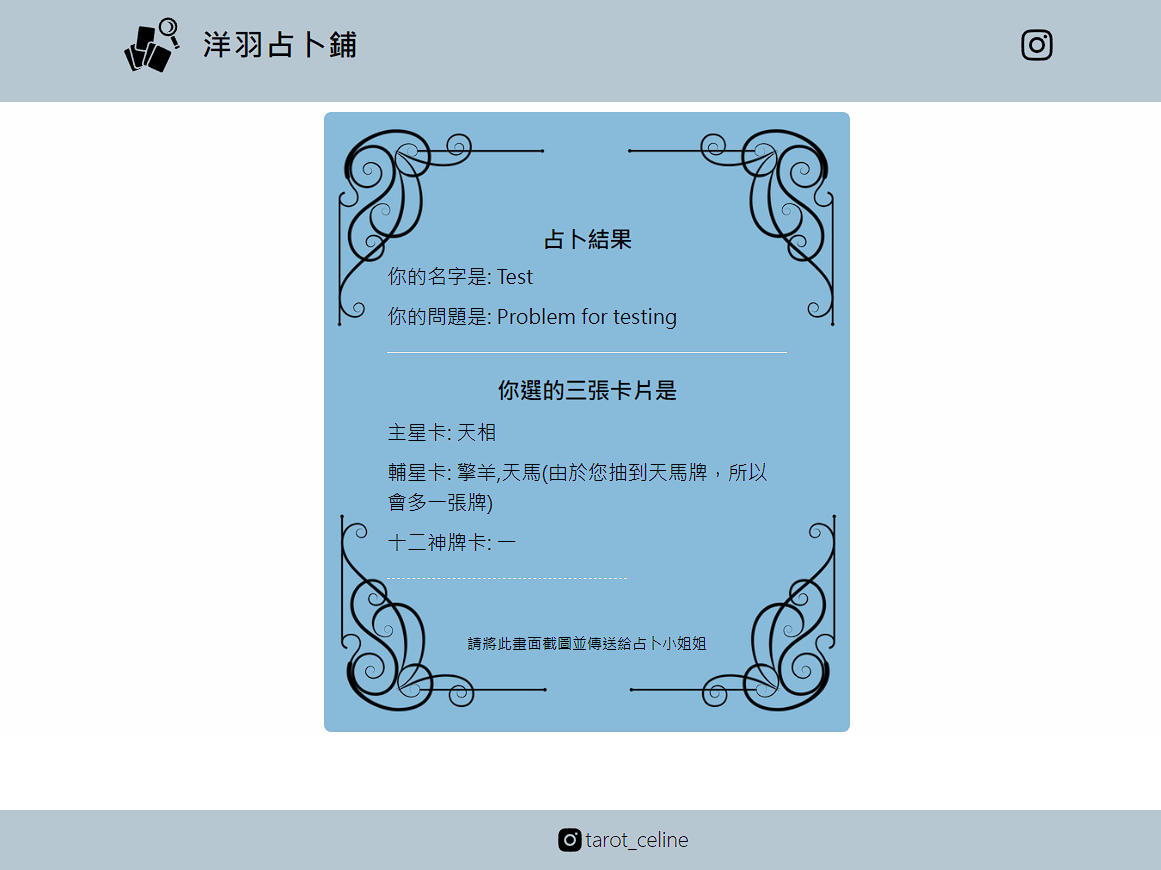 洋羽占卜鋪
占卜結果
你的名字是: Test
你的問題是: Problem for testing
你選的三張卡片是
主星卡: 天相
輔星卡: 擎羊,天馬(由於您抽到天馬牌，所以
會多一張牌)
十二神牌卡: 一
請將此畫面截圖並傳送給占卜小姐姐
tarot_celine